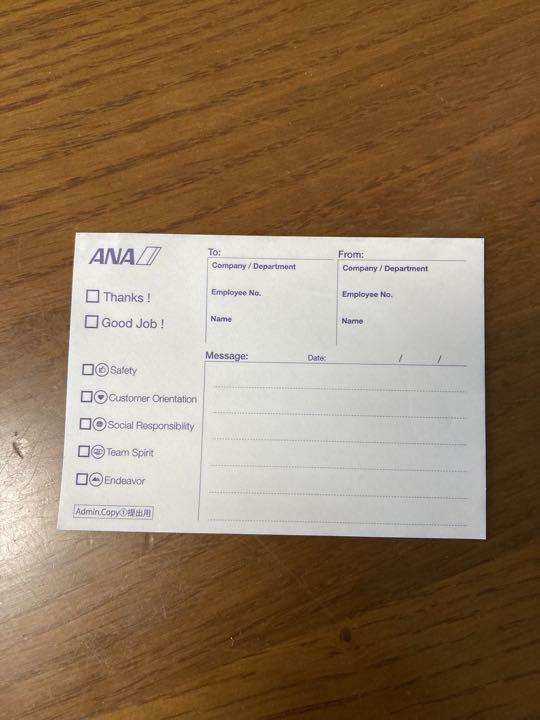 ANA
Thanks !
Good Job !
Safety
Customer Orientation
Social Responsibility
Team Spirit
Endeavor
Admin.Copy①提出用
To:
Company / Department
Employee No.
Name
From:
Company / Department
Employee No.
Name
Message: Date: / /